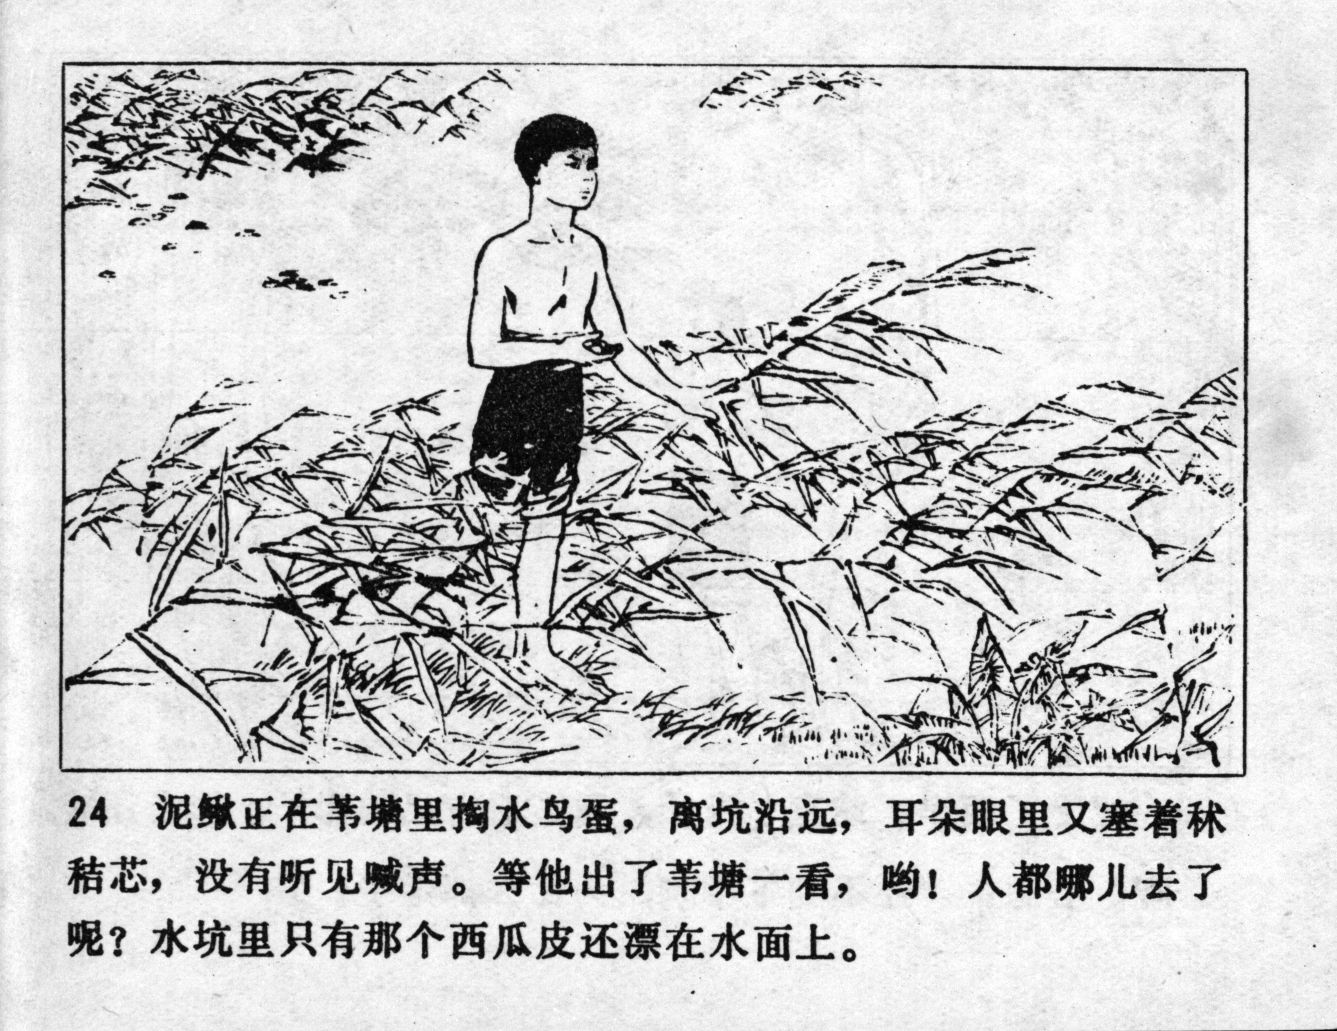 24 泥鳅正在苇塘里掏水鸟蛋，离坑沿远，耳朵眼里又塞着秫
秸芯，没有听见喊声。等他出了苇塘一看，哟！人都哪儿去了
呢？水坑里只有那个西瓜皮还漂在水面上。